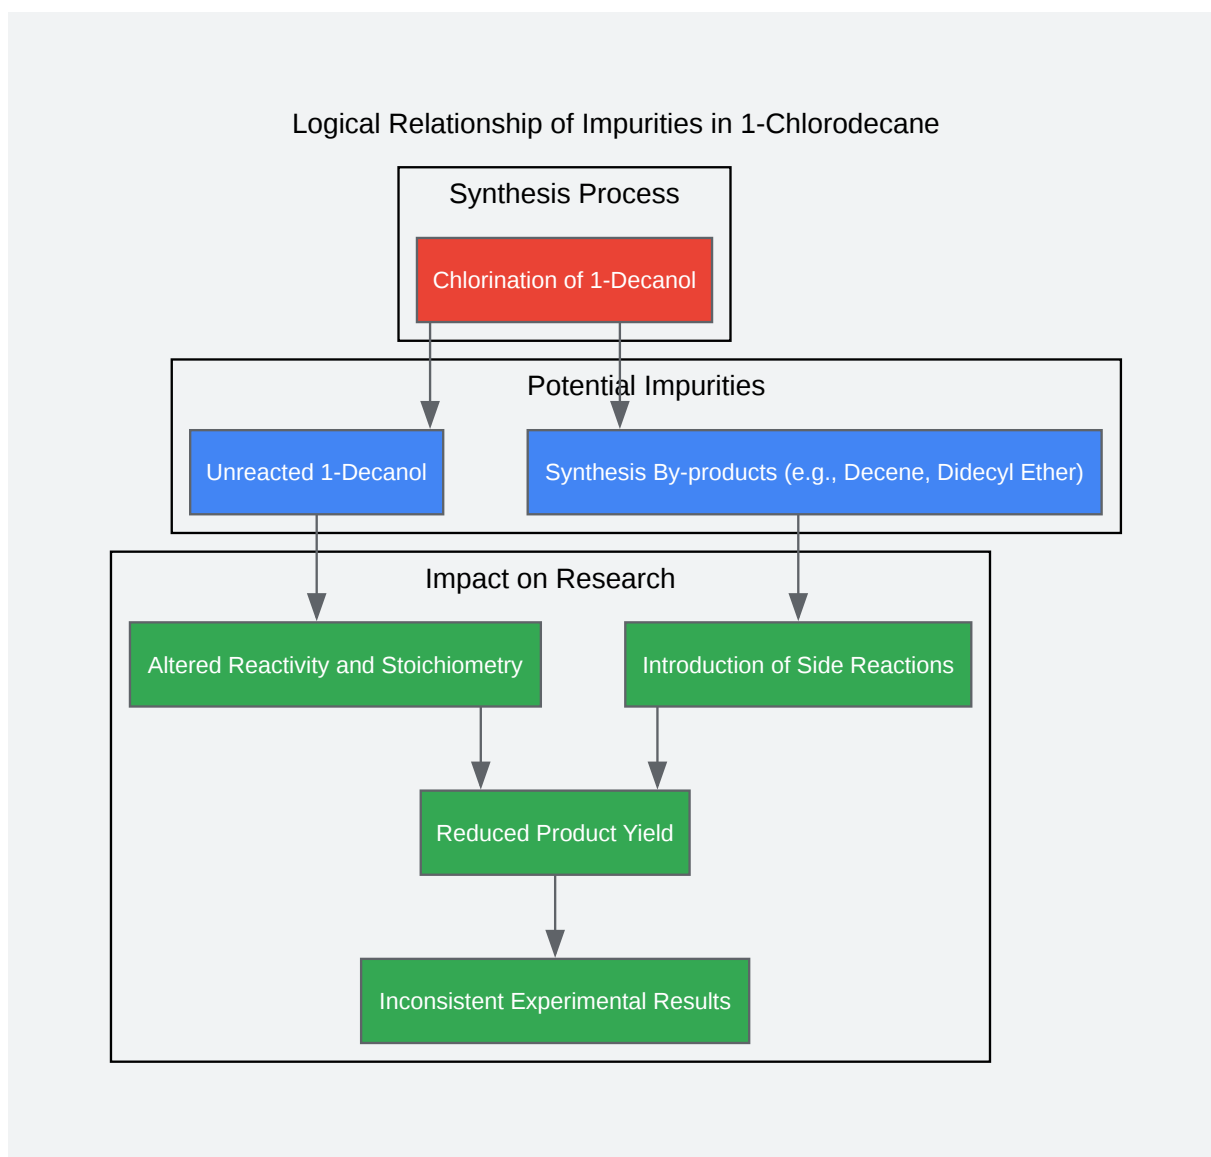 Logical Relationship of Impurities in 1-Chlorodecane
Synthesis Process
Chlorination of 1-Decanol
Potential Impurities
Unreacted 1-Decanol
Synthesis By-products (e.g., Decene, Didecyl Ether)
Impact on Research
Altered Reactivity and Stoichiometry
Introduction of Side Reactions
Reduced Product Yield
Inconsistent Experimental Results